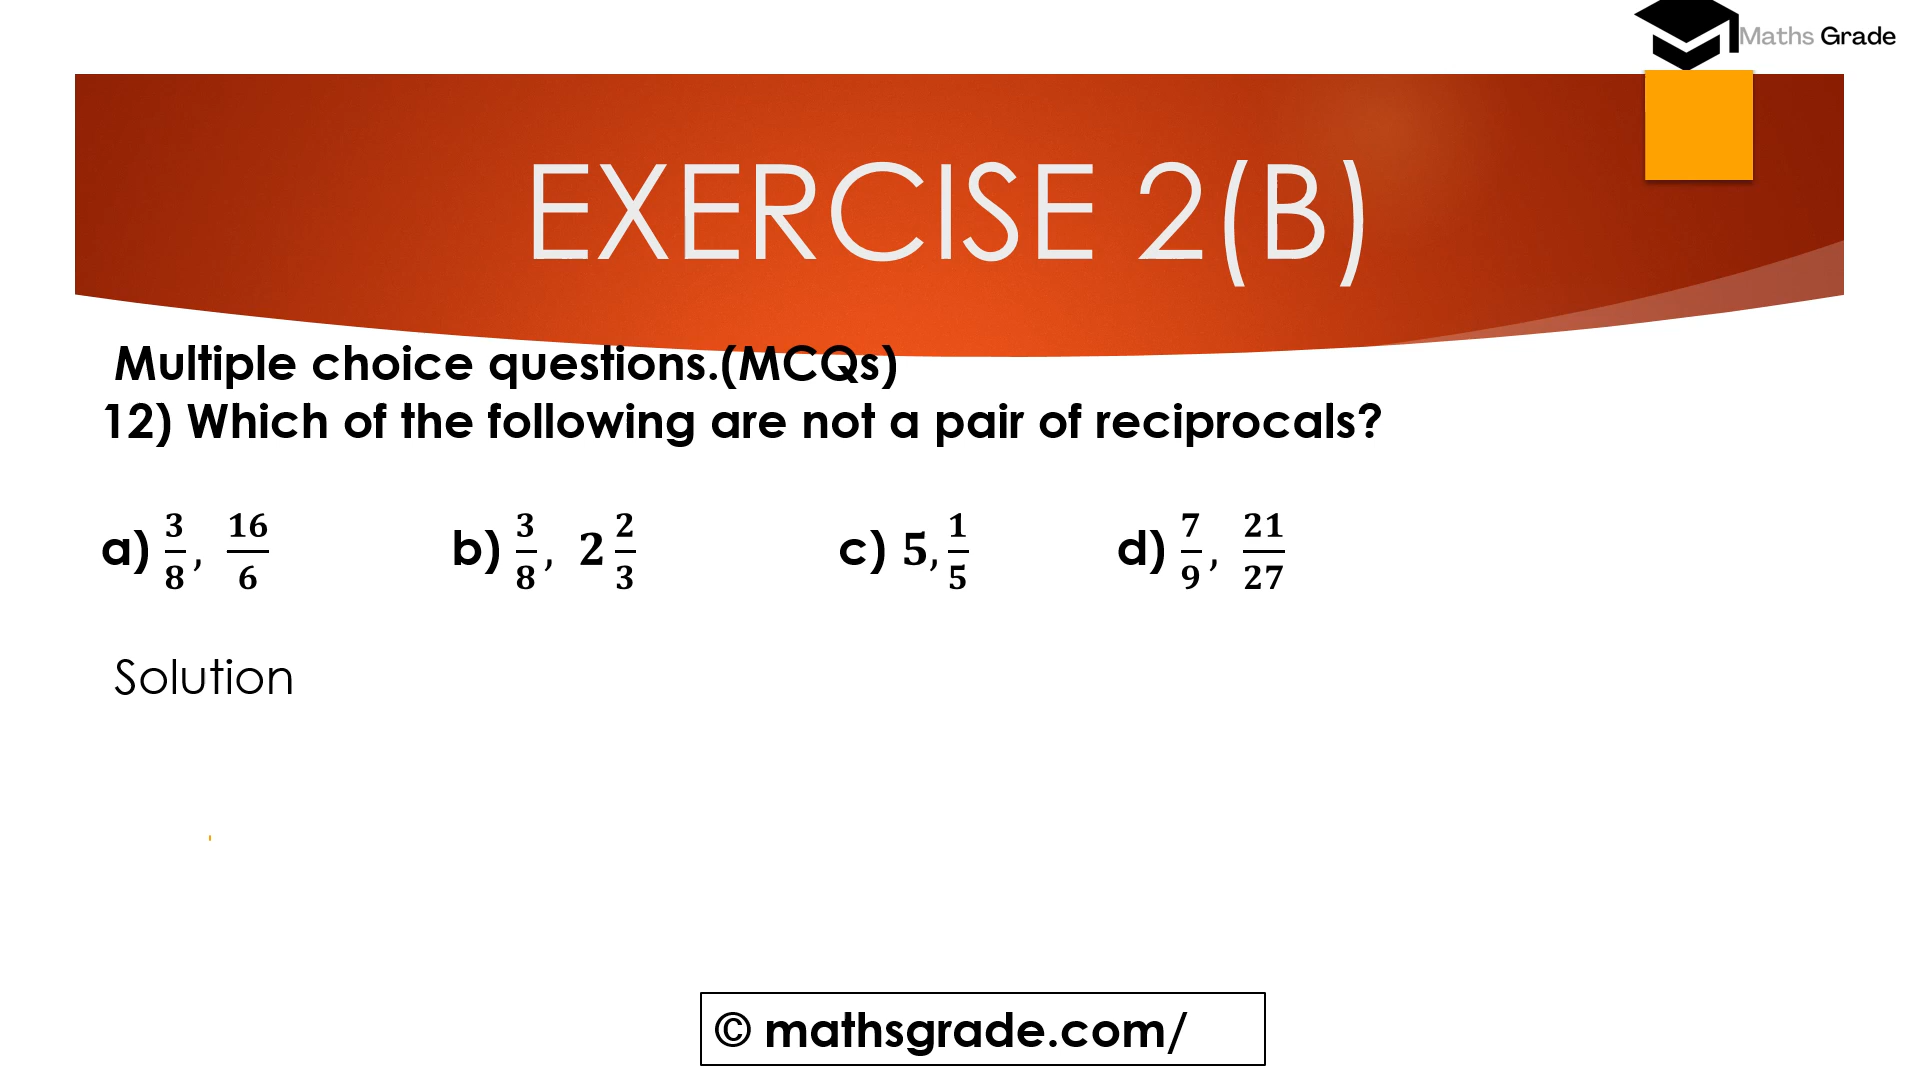 Maths Grade
EXERCISE 2(B)
Multiple choice questions.(MCQs)
12) Which of the following are not a pair of reciprocals?
a) 3/8, 16/6 b) 3/8, 2 2/3 c) 5, 1/5 d) 7/9, 21/27
Solution
© mathsgrade.com/